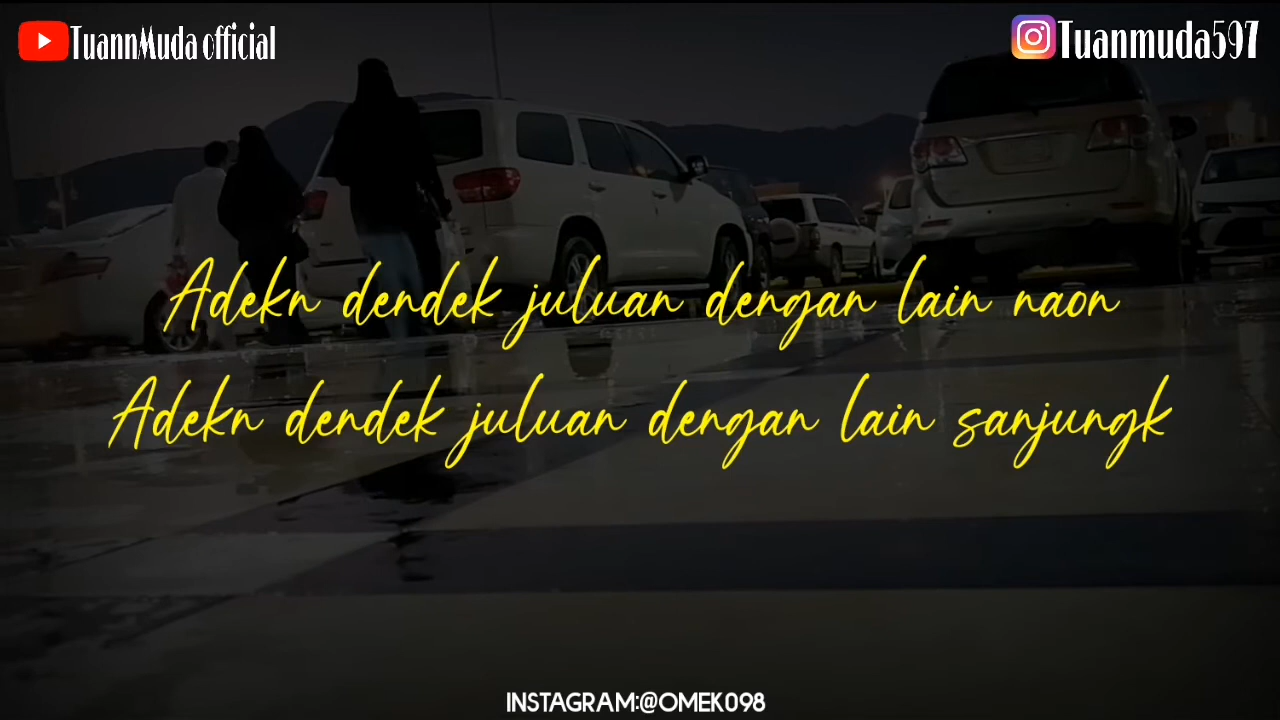 TuannMuda official
Tuanmuda597
Adekn dendek juluan dengan lain naon
Adekn dendek juluan dengan lain sanjungk
INSTAGRAM:@OMEK098